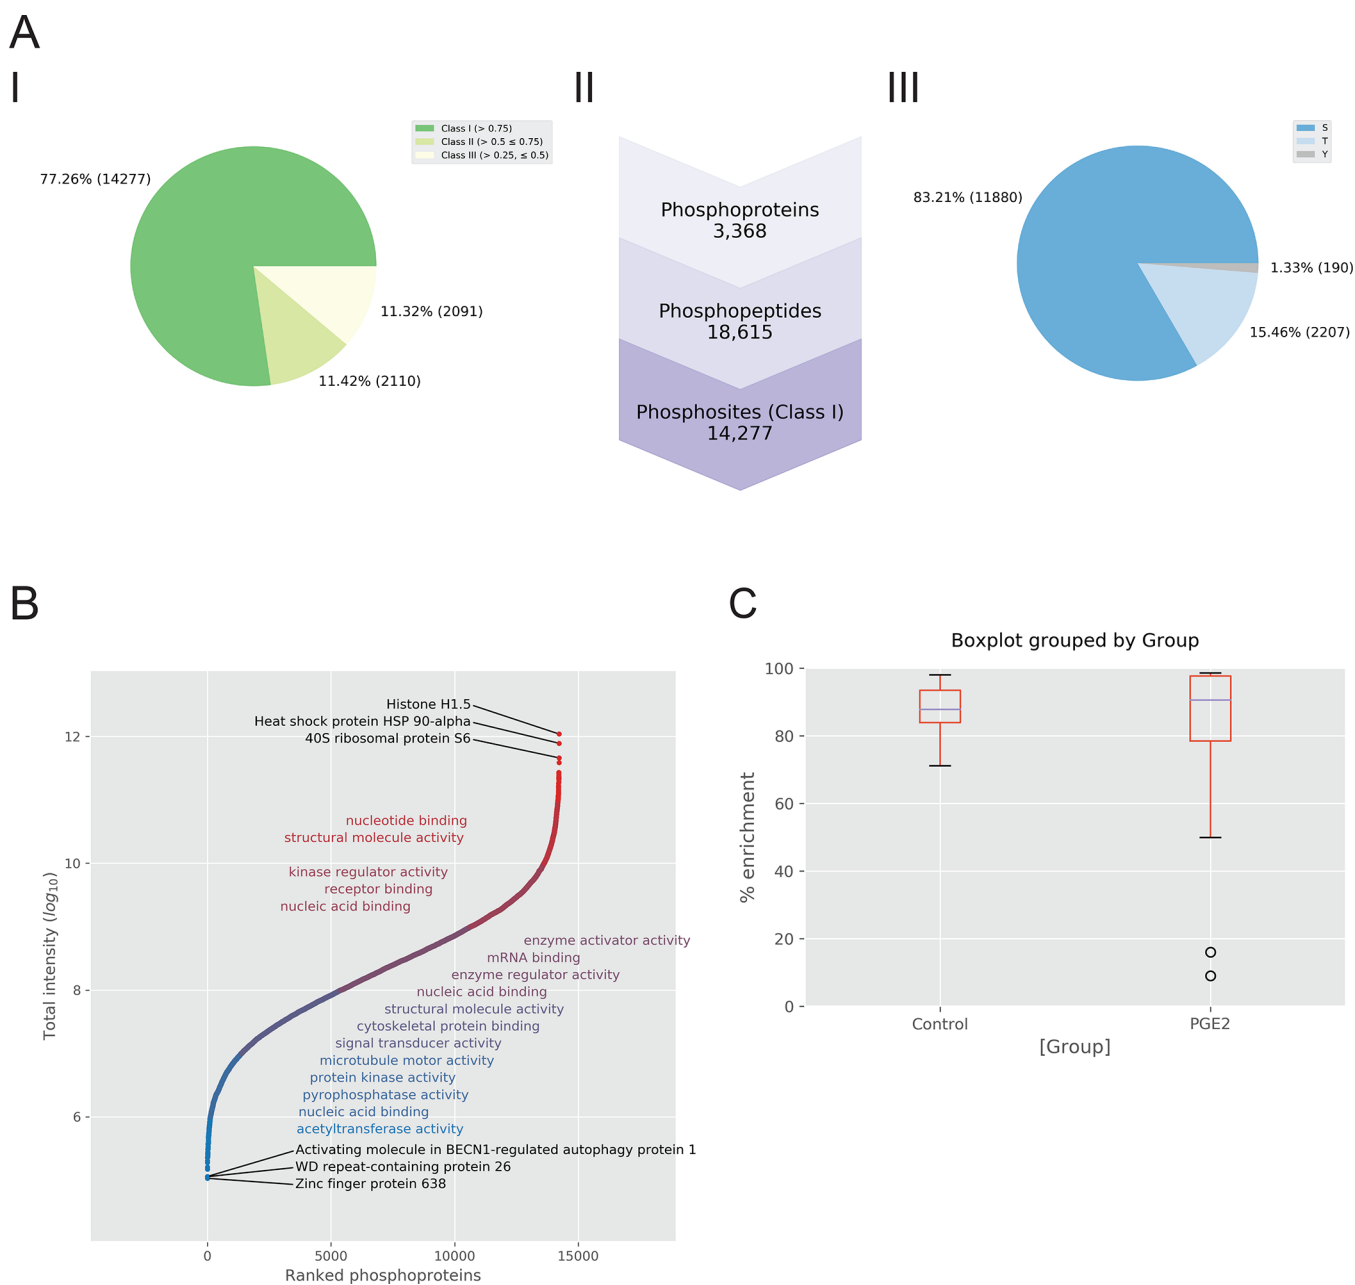 A
I
II
III
Class I (> 0.75)
Class II (> 0.5 ≤ 0.75)
Class III (> 0.25, ≤ 0.5)
77.26% (14277)
11.32% (2091)
11.42% (2110)
Phosphoproteins
3,368
Phosphopeptides
18,615
Phosphosites (Class I)
14,277
S
T
Y
83.21% (11880)
1.33% (190)
15.46% (2207)
B
Total intensity (log10)
12
10
8
6
Histone H1.5
Heat shock protein HSP 90-alpha
40S ribosomal protein S6
nucleotide binding
structural molecule activity
kinase regulator activity
receptor binding
nucleic acid binding
enzyme activator activity
mRNA binding
enzyme regulator activity
nucleic acid binding
structural molecule activity
cytoskeletal protein binding
signal transducer activity
microtubule motor activity
protein kinase activity
pyrophosphatase activity
nucleic acid binding
acetyltransferase activity
Activating molecule in BECN1-regulated autophagy protein 1
WD repeat-containing protein 26
Zinc finger protein 638
0
5000
10000
15000
Ranked phosphoproteins
C
Boxplot grouped by Group
% enrichment
100
80
60
40
20
0
Control
PGE2
[Group]